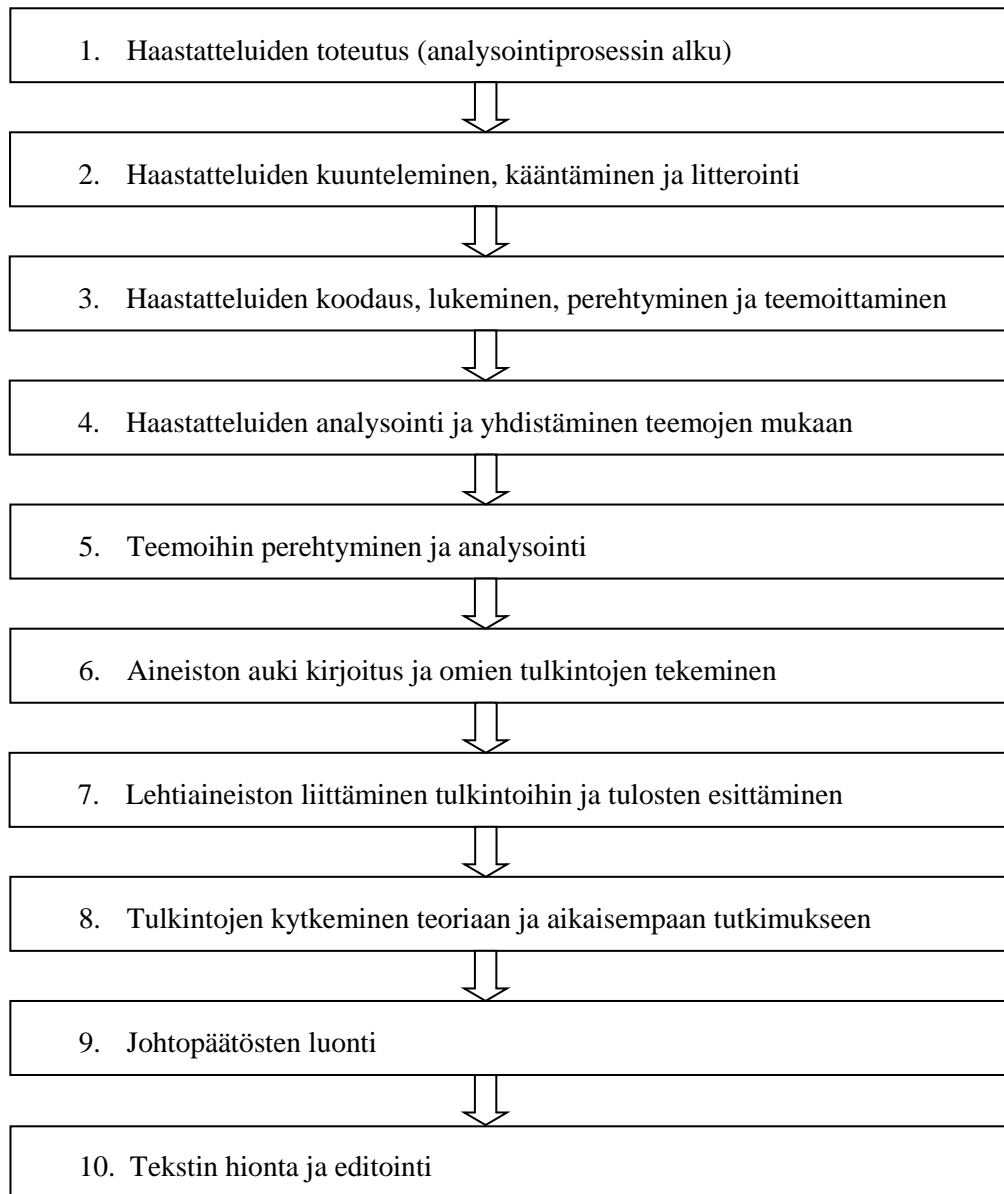 1. Haastatteluiden toteutus (analysointiprosessin alku)
2. Haastatteluiden kuunteleminen, kääntäminen ja litterointi
3. Haastatteluiden koodaus, lukeminen, perehtyminen ja teemoittaminen
4. Haastatteluiden analysointi ja yhdistäminen teemojen mukaan
5. Teemoihin perehtyminen ja analysointi
6. Aineiston auki kirjoitus ja omien tulkintojen tekeminen
7. Lehtiaineiston liittäminen tulkintoihin ja tulosten esittäminen
8. Tulkintojen kytkeminen teoriaan ja aikaisempaan tutkimukseen
9. Johtopäätösten luonti
10. Tekstin hionta ja editointi